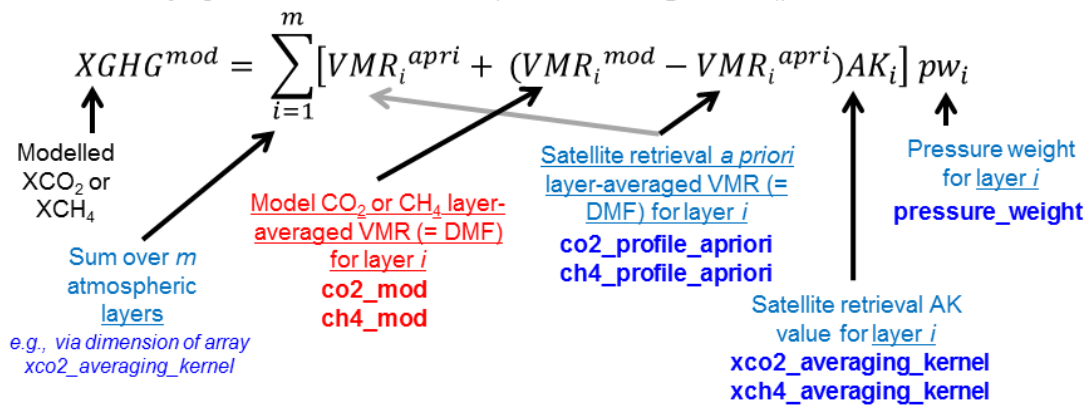 m
XGHG^{mod} = ∑[VMR_i^{apri} + (VMR_i^{mod} − VMR_i^{apri})AK_i] pw_i
i=1
Modelled
XCO₂ or
XCH₄
Sum over m
atmospheric
layers
e.g., via dimension of array
xco2_averaging_kernel
Model CO₂ or CH₄ layer-
averaged VMR (= DMF)
for layer i
co2_mod
ch4_mod
Satellite retrieval a priori
layer-averaged VMR (=
DMF) for layer i
co2_profile_apriori
ch4_profile_apriori
Satellite retrieval AK
value for layer i
xco2_averaging_kernel
xch4_averaging_kernel
Pressure weight
for layer i
pressure_weight